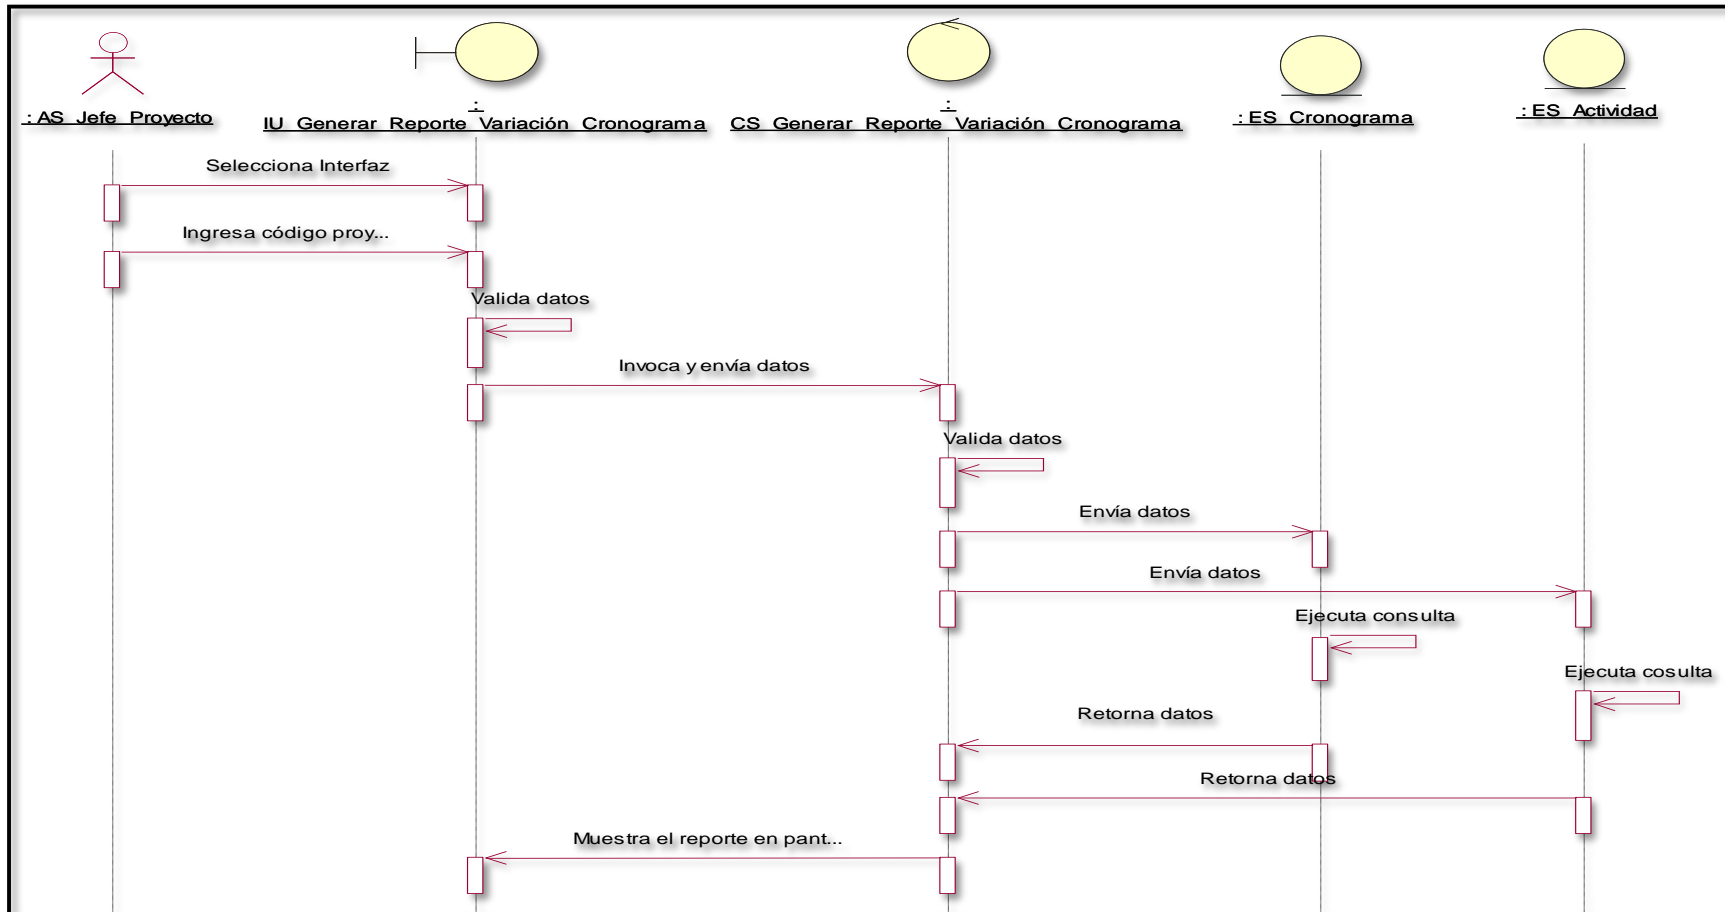 : AS_Jefe_Proyecto
:
IU_Generar_Reporte_Variación_Cronograma
:
CS_Generar_Reporte_Variación_Cronograma
: ES_Cronograma
: ES_Actividad
Selecciona Interfaz
Ingresa código proy...
Valida datos
Invoca y envía datos
Valida datos
Envía datos
Envía datos
Ejecuta consulta
Ejecuta cosulta
Retorna datos
Retorna datos
Muestra el reporte en pant...